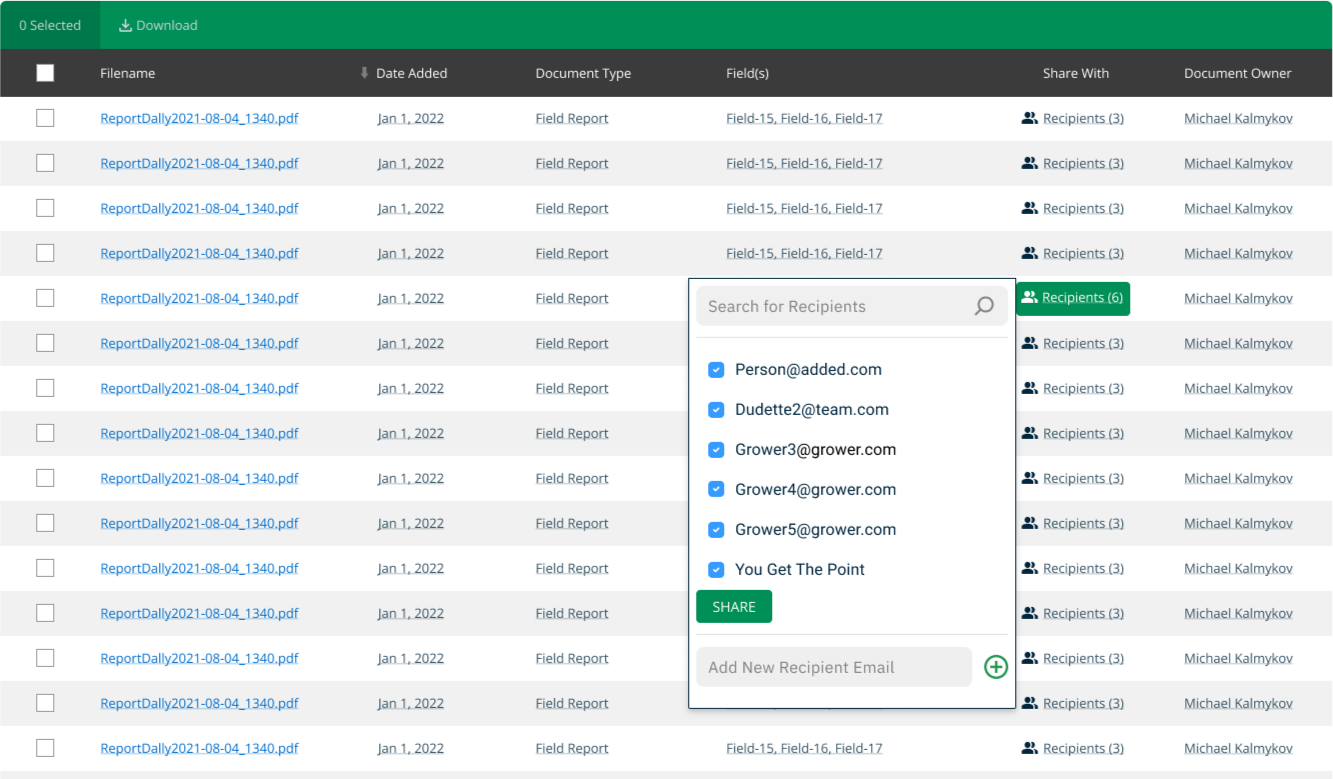 0 Selected Download
Filename Date Added Document Type Field(s) Share With Document Owner
ReportDally2021-08-04_1340.pdf Jan 1, 2022 Field Report Field-15, Field-16, Field-17 Recipients (3) Michael Kalmykov
ReportDally2021-08-04_1340.pdf Jan 1, 2022 Field Report Field-15, Field-16, Field-17 Recipients (3) Michael Kalmykov
ReportDally2021-08-04_1340.pdf Jan 1, 2022 Field Report Field-15, Field-16, Field-17 Recipients (3) Michael Kalmykov
ReportDally2021-08-04_1340.pdf Jan 1, 2022 Field Report Field-15, Field-16, Field-17 Recipients (3) Michael Kalmykov
ReportDally2021-08-04_1340.pdf Jan 1, 2022 Field Report Recipients (6) Michael Kalmykov
ReportDally2021-08-04_1340.pdf Jan 1, 2022 Field Report Recipients (3) Michael Kalmykov
ReportDally2021-08-04_1340.pdf Jan 1, 2022 Field Report Recipients (3) Michael Kalmykov
ReportDally2021-08-04_1340.pdf Jan 1, 2022 Field Report Recipients (3) Michael Kalmykov
ReportDally2021-08-04_1340.pdf Jan 1, 2022 Field Report Recipients (3) Michael Kalmykov
ReportDally2021-08-04_1340.pdf Jan 1, 2022 Field Report Recipients (3) Michael Kalmykov
ReportDally2021-08-04_1340.pdf Jan 1, 2022 Field Report Recipients (3) Michael Kalmykov
ReportDally2021-08-04_1340.pdf Jan 1, 2022 Field Report Recipients (3) Michael Kalmykov
ReportDally2021-08-04_1340.pdf Jan 1, 2022 Field Report Recipients (3) Michael Kalmykov
ReportDally2021-08-04_1340.pdf Jan 1, 2022 Field Report Recipients (3) Michael Kalmykov
ReportDally2021-08-04_1340.pdf Jan 1, 2022 Field Report Field-15, Field-16, Field-17 Recipients (3) Michael Kalmykov
Search for Recipients
Person@added.com
Dudette2@team.com
Grower3@grower.com
Grower4@grower.com
Grower5@grower.com
You Get The Point
SHARE
Add New Recipient Email